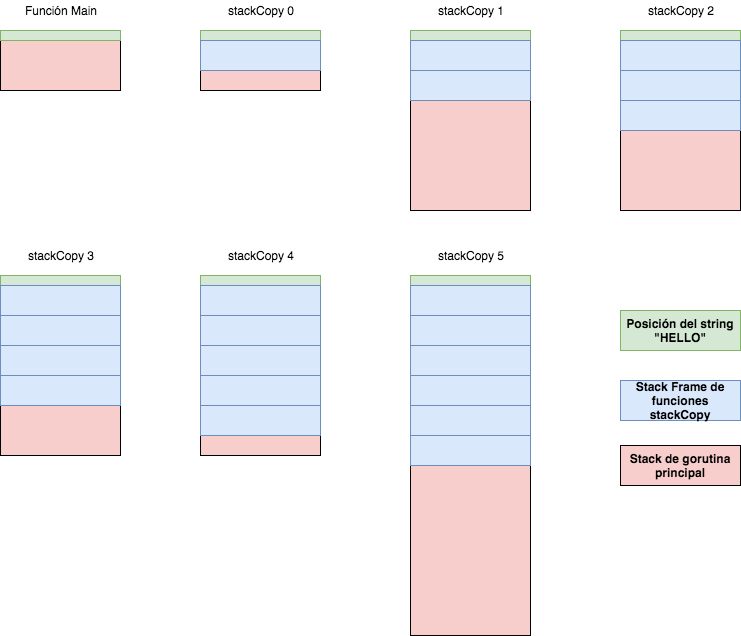 Función Main
stackCopy 0
stackCopy 1
stackCopy 2
stackCopy 3
stackCopy 4
stackCopy 5
Posición del string
"HELLO"
Stack Frame de
funciones
stackCopy
Stack de gorutina
principal